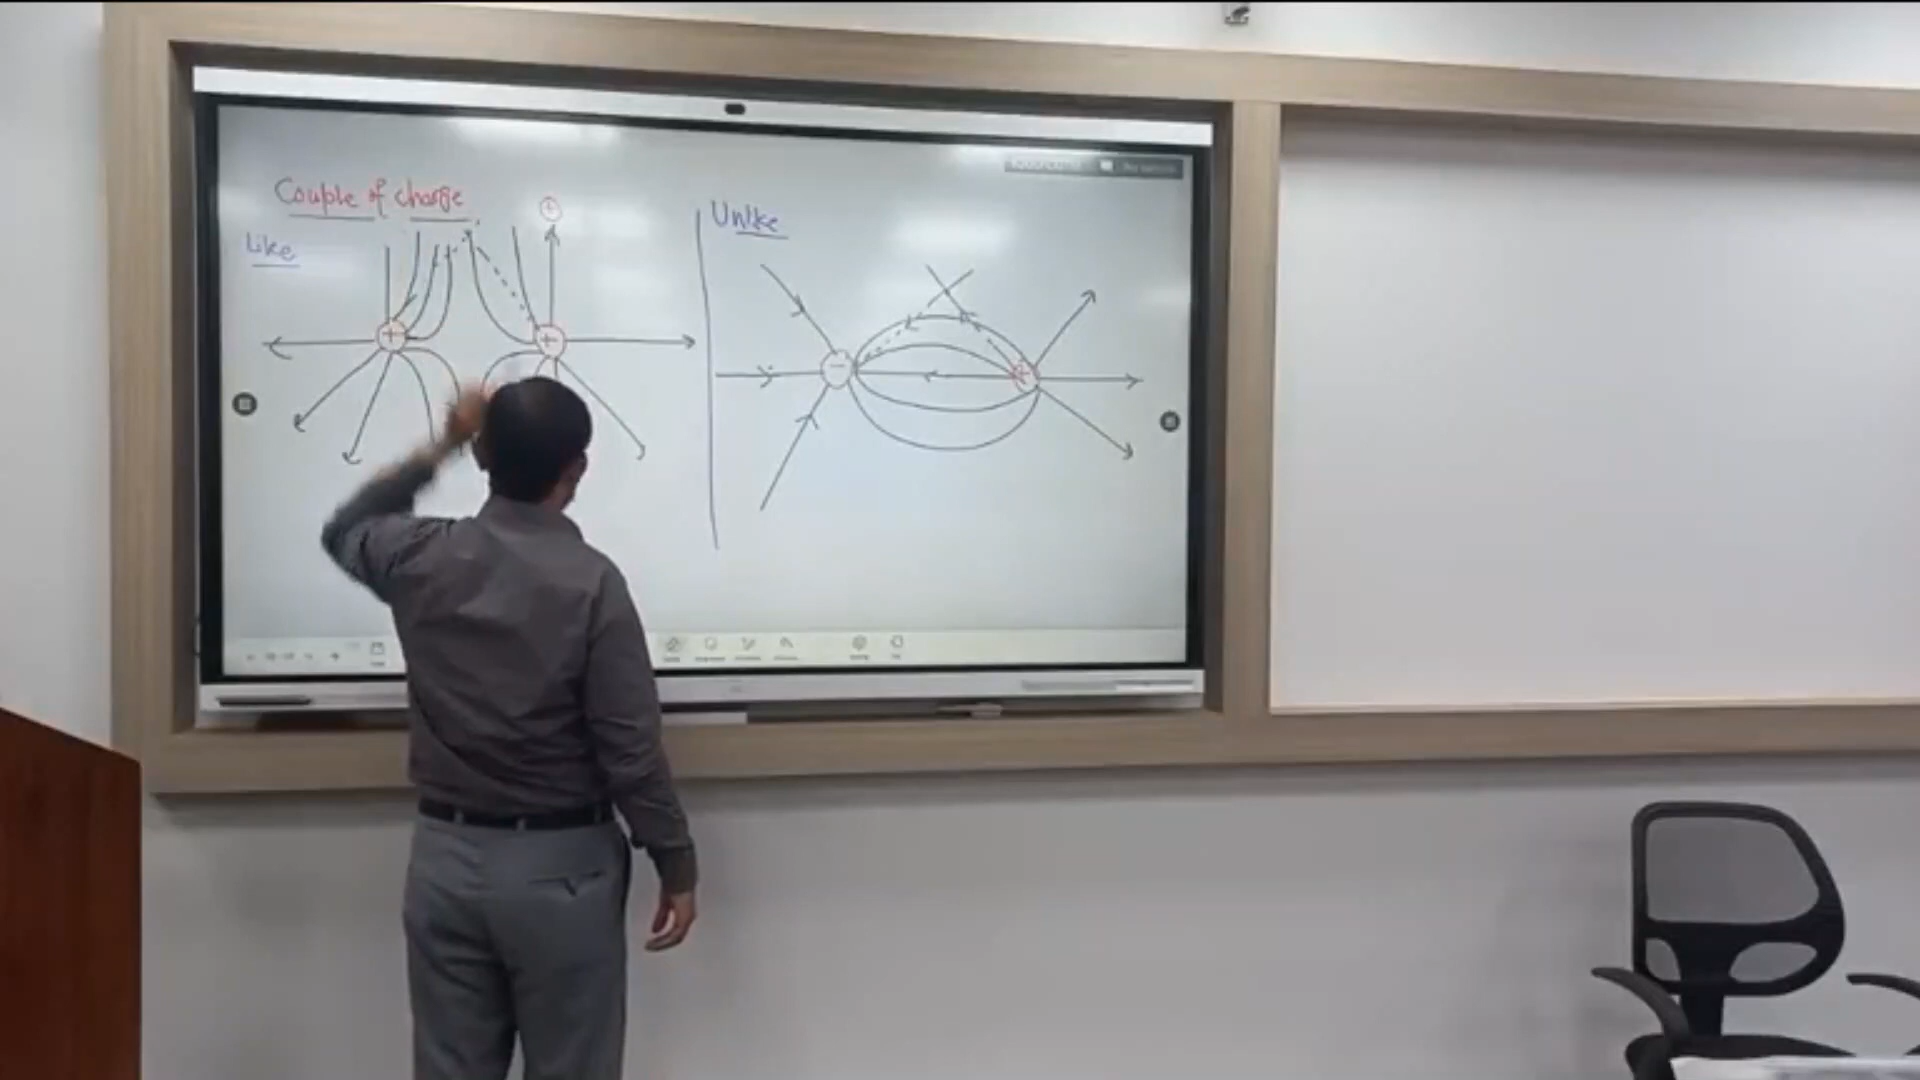 Couple of charge
Like
+
+
+
Unlike
-
+